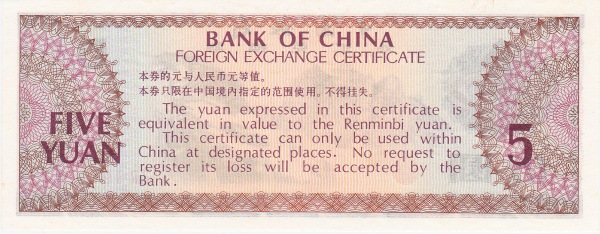 BANK OF CHINA
FOREIGN EXCHANGE CERTIFICATE
本券的元与人民币元等值。
本券只限在中国境内指定的范围使用。不得挂失。
The yuan expressed in this certificate is
equivalent in value to the Renminbi yuan.
This certificate can only be used within
China at designated places. No request to
register its loss will be accepted by the
Bank.
FIVE
YUAN
5